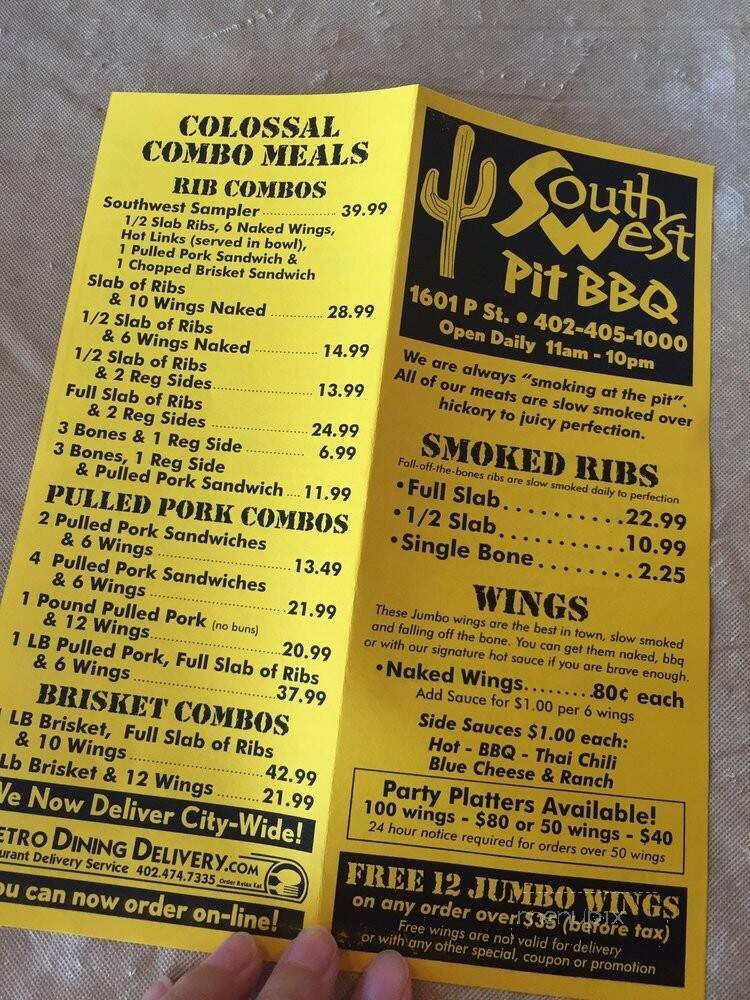 COLOSSAL
COMBO MEALS
RIB COMBOS
Southwest Sampler .................. 39.99
1/2 Slab Ribs, 6 Naked Wings,
Hot Links (served in bowl),
1 Pulled Pork Sandwich &
1 Chopped Brisket Sandwich
Slab of Ribs
& 10 Wings Naked ............ 28.99
1/2 Slab of Ribs
& 6 Wings Naked .............. 14.99
1/2 Slab of Ribs
& 2 Reg Sides..................... 13.99
Full Slab of Ribs
& 2 Reg Sides ..................... 24.99
3 Bones & 1 Reg Side ............. 6.99
3 Bones, 1 Reg Side
& Pulled Pork Sandwich .... 11.99
PULLED PORK COMBOS
2 Pulled Pork Sandwiches
& 6 Wings ........................... 13.49
4 Pulled Pork Sandwiches
& 6 Wings ........................... 21.99
1 Pound Pulled Pork (no buns)
& 12 Wings......................... 20.99
1 LB Pulled Pork, Full Slab of Ribs
& 6 Wings ........................... 37.99
BRISKET COMBOS
LB Brisket, Full Slab of Ribs
& 10 Wings......................... 42.99
Lb Brisket & 12 Wings ......... 21.99
We Now Deliver City-Wide!
ETRO DINING DELIVERY.COM
aurant Delivery Service 402.474.7335 Order Relax Eat
ou can now order on-line!
South
West
Pit BBQ
1601 P St. • 402-405-1000
Open Daily 11am - 10pm
We are always "smoking at the pit".
All of our meats are slow smoked over
hickory to juicy perfection.
SMOKED RIBS
Fall-off-the-bones ribs are slow smoked daily to perfection
•Full Slab..........22.99
•1/2 Slab...........10.99
•Single Bone........2.25
WINGS
These Jumbo wings are the best in town, slow smoked
and falling off the bone. You can get them naked, bbq
or with our signature hot sauce if you are brave enough.
•Naked Wings........80¢ each
Add Sauce for $1.00 per 6 wings
Side Sauces $1.00 each:
Hot - BBQ - Thai Chili
Blue Cheese & Ranch
Party Platters Available!
100 wings - $80 or 50 wings - $40
24 hour notice required for orders over 50 wings
FREE 12 JUMBO WINGS
on any order over $35 (before tax)
menupix
Free wings are not valid for delivery
or with any other special, coupon or promotion